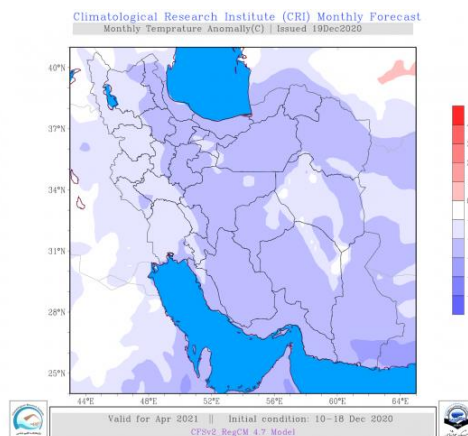 Climatological Research Institute (CRI) Monthly Forecast
Monthly Temprature Anomaly(C) | Issued 19Dec2020
40°N
37°N
34°N
31°N
28°N
25°N
44°E 48°E 52°E 56°E 60°E 64°E
Valid for Apr 2021 || Initial condition: 10-18 Dec 2020
CFSv2_RegCM 4.7 Model